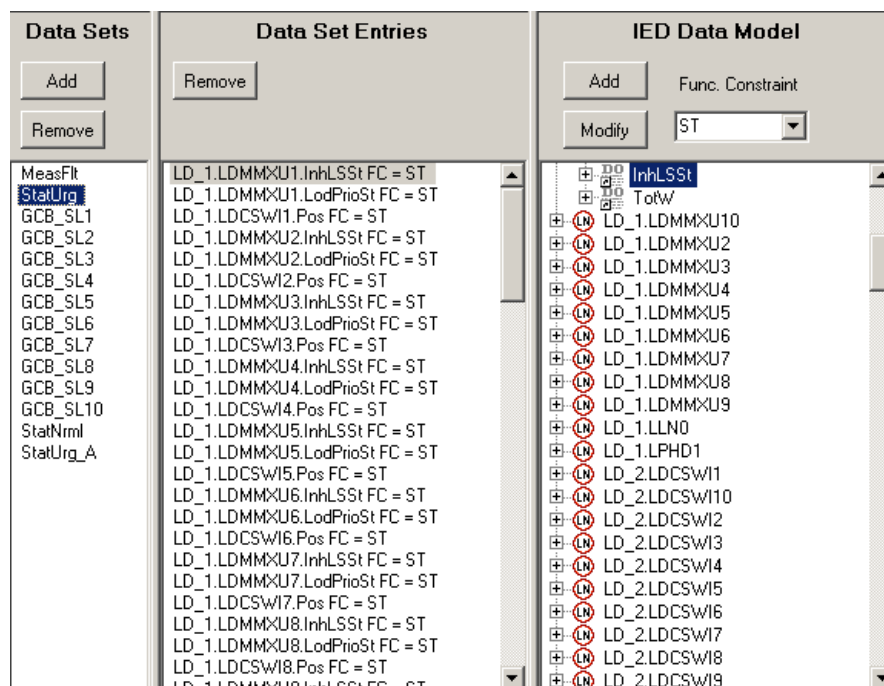 Data Sets
Add
Remove
MeasFlt
StatUrg
GCB_SL1
GCB_SL2
GCB_SL3
GCB_SL4
GCB_SL5
GCB_SL6
GCB_SL7
GCB_SL8
GCB_SL9
GCB_SL10
StatNrml
StatUrg_A
Data Set Entries
Remove
LD_1.LDMMXU1.InhLSSt FC = ST
LD_1.LDMMXU1.LodPrioSt FC = ST
LD_1.LDCSWI1.Pos FC = ST
LD_1.LDMMXU2.InhLSSt FC = ST
LD_1.LDMMXU2.LodPrioSt FC = ST
LD_1.LDCSWI2.Pos FC = ST
LD_1.LDMMXU3.InhLSSt FC = ST
LD_1.LDMMXU3.LodPrioSt FC = ST
LD_1.LDCSWI3.Pos FC = ST
LD_1.LDMMXU4.InhLSSt FC = ST
LD_1.LDMMXU4.LodPrioSt FC = ST
LD_1.LDCSWI4.Pos FC = ST
LD_1.LDMMXU5.InhLSSt FC = ST
LD_1.LDMMXU5.LodPrioSt FC = ST
LD_1.LDCSWI5.Pos FC = ST
LD_1.LDMMXU6.InhLSSt FC = ST
LD_1.LDMMXU6.LodPrioSt FC = ST
LD_1.LDCSWI6.Pos FC = ST
LD_1.LDMMXU7.InhLSSt FC = ST
LD_1.LDMMXU7.LodPrioSt FC = ST
LD_1.LDCSWI7.Pos FC = ST
LD_1.LDMMXU8.InhLSSt FC = ST
LD_1.LDMMXU8.LodPrioSt FC = ST
LD_1.LDCSWI8.Pos FC = ST
IED Data Model
Add
Func. Constraint
Modify
ST
DO InhLSSt
DO TotW
LN LD_1.LDMMXU10
LN LD_1.LDMMXU2
LN LD_1.LDMMXU3
LN LD_1.LDMMXU4
LN LD_1.LDMMXU5
LN LD_1.LDMMXU6
LN LD_1.LDMMXU7
LN LD_1.LDMMXU8
LN LD_1.LDMMXU9
LN LD_1.LLN0
LN LD_1.LPHD1
LN LD_2.LDCSWI1
LN LD_2.LDCSWI10
LN LD_2.LDCSWI2
LN LD_2.LDCSWI3
LN LD_2.LDCSWI4
LN LD_2.LDCSWI5
LN LD_2.LDCSWI6
LN LD_2.LDCSWI7
LN LD_2.LDCSWI8
LN LD_2.LDCSWI9